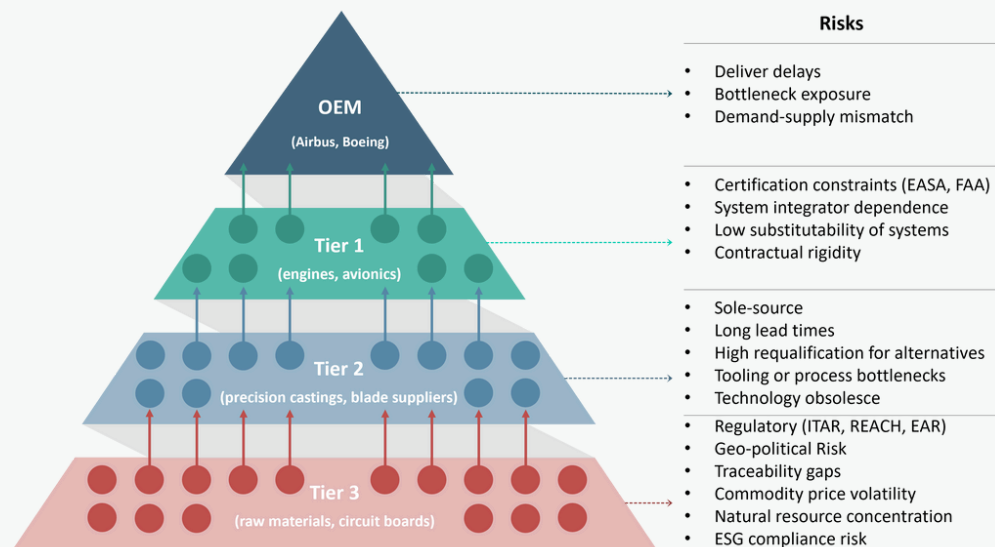 Risks
OEM
(Airbus, Boeing)
• Deliver delays
• Bottleneck exposure
• Demand-supply mismatch
Tier 1
(engines, avionics)
• Certification constraints (EASA, FAA)
• System integrator dependence
• Low substitutability of systems
• Contractual rigidity
Tier 2
(precision castings, blade suppliers)
• Sole-source
• Long lead times
• High requalification for alternatives
• Tooling or process bottlenecks
• Technology obsolesce
Tier 3
(raw materials, circuit boards)
• Regulatory (ITAR, REACH, EAR)
• Geo-political Risk
• Traceability gaps
• Commodity price volatility
• Natural resource concentration
• ESG compliance risk